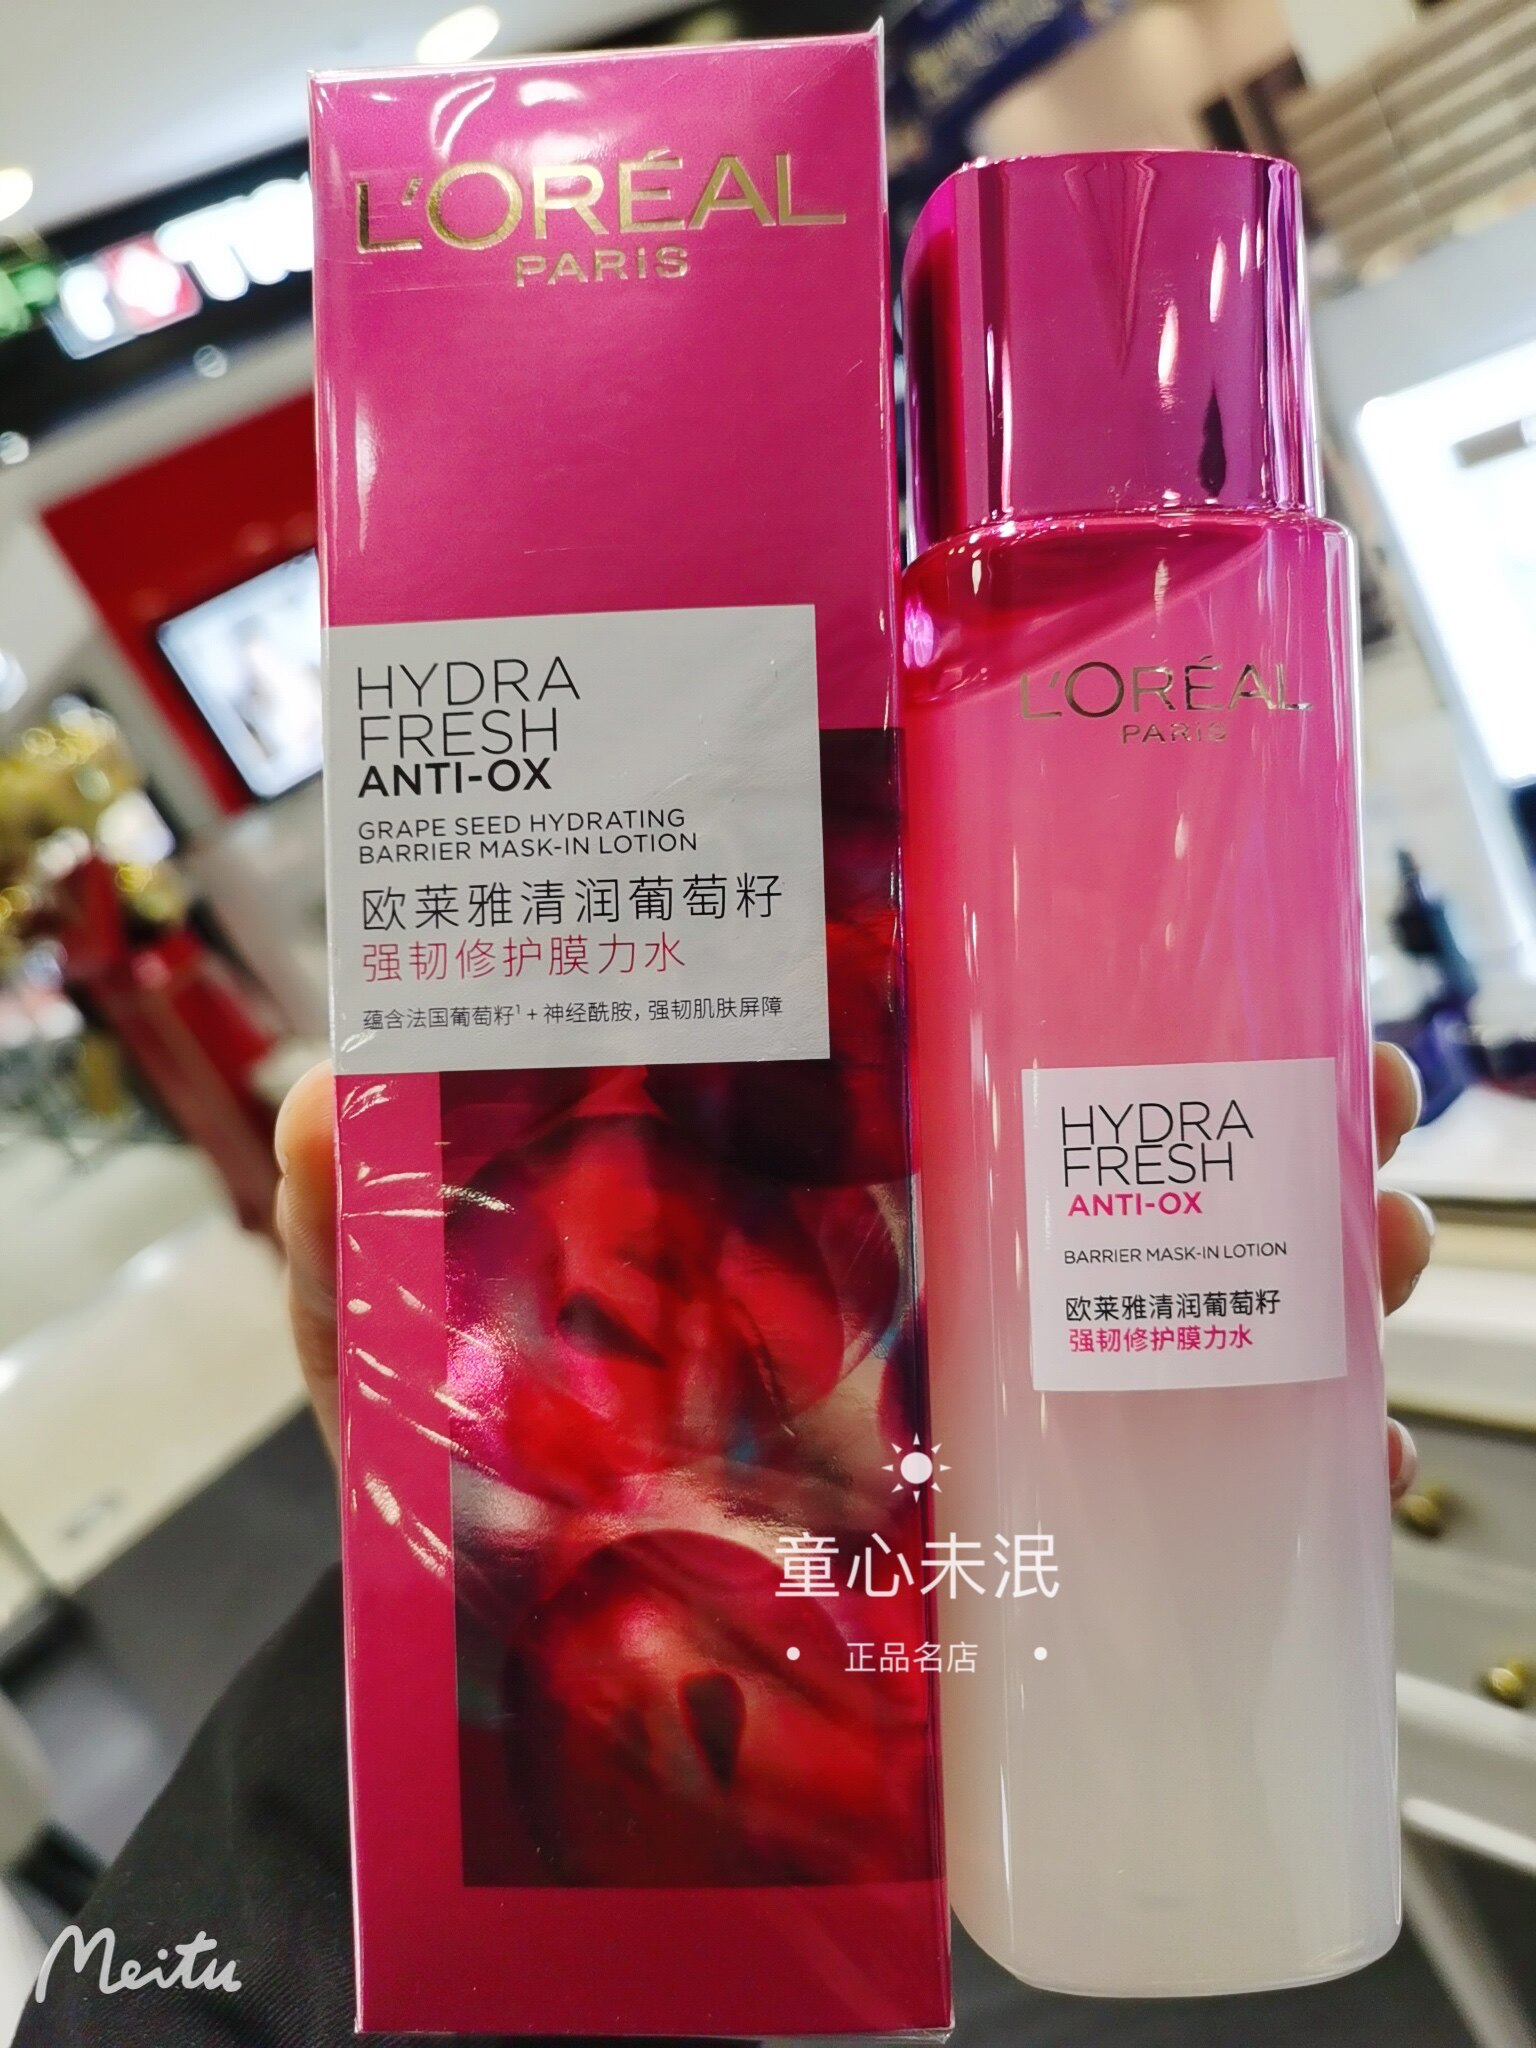 L'ORÉAL
PARIS
HYDRA
FRESH
ANTI-OX
GRAPE SEED HYDRATING
BARRIER MASK-IN LOTION
欧莱雅清润葡萄籽
强韧修护膜力水
蕴含法国葡萄籽¹ + 神经酰胺, 强韧肌肤屏障
L'ORÉAL
PARIS
HYDRA
FRESH
ANTI-OX
BARRIER MASK-IN LOTION
欧莱雅清润葡萄籽
强韧修护膜力水
童心未泯
• 正品名店 •
Meitu